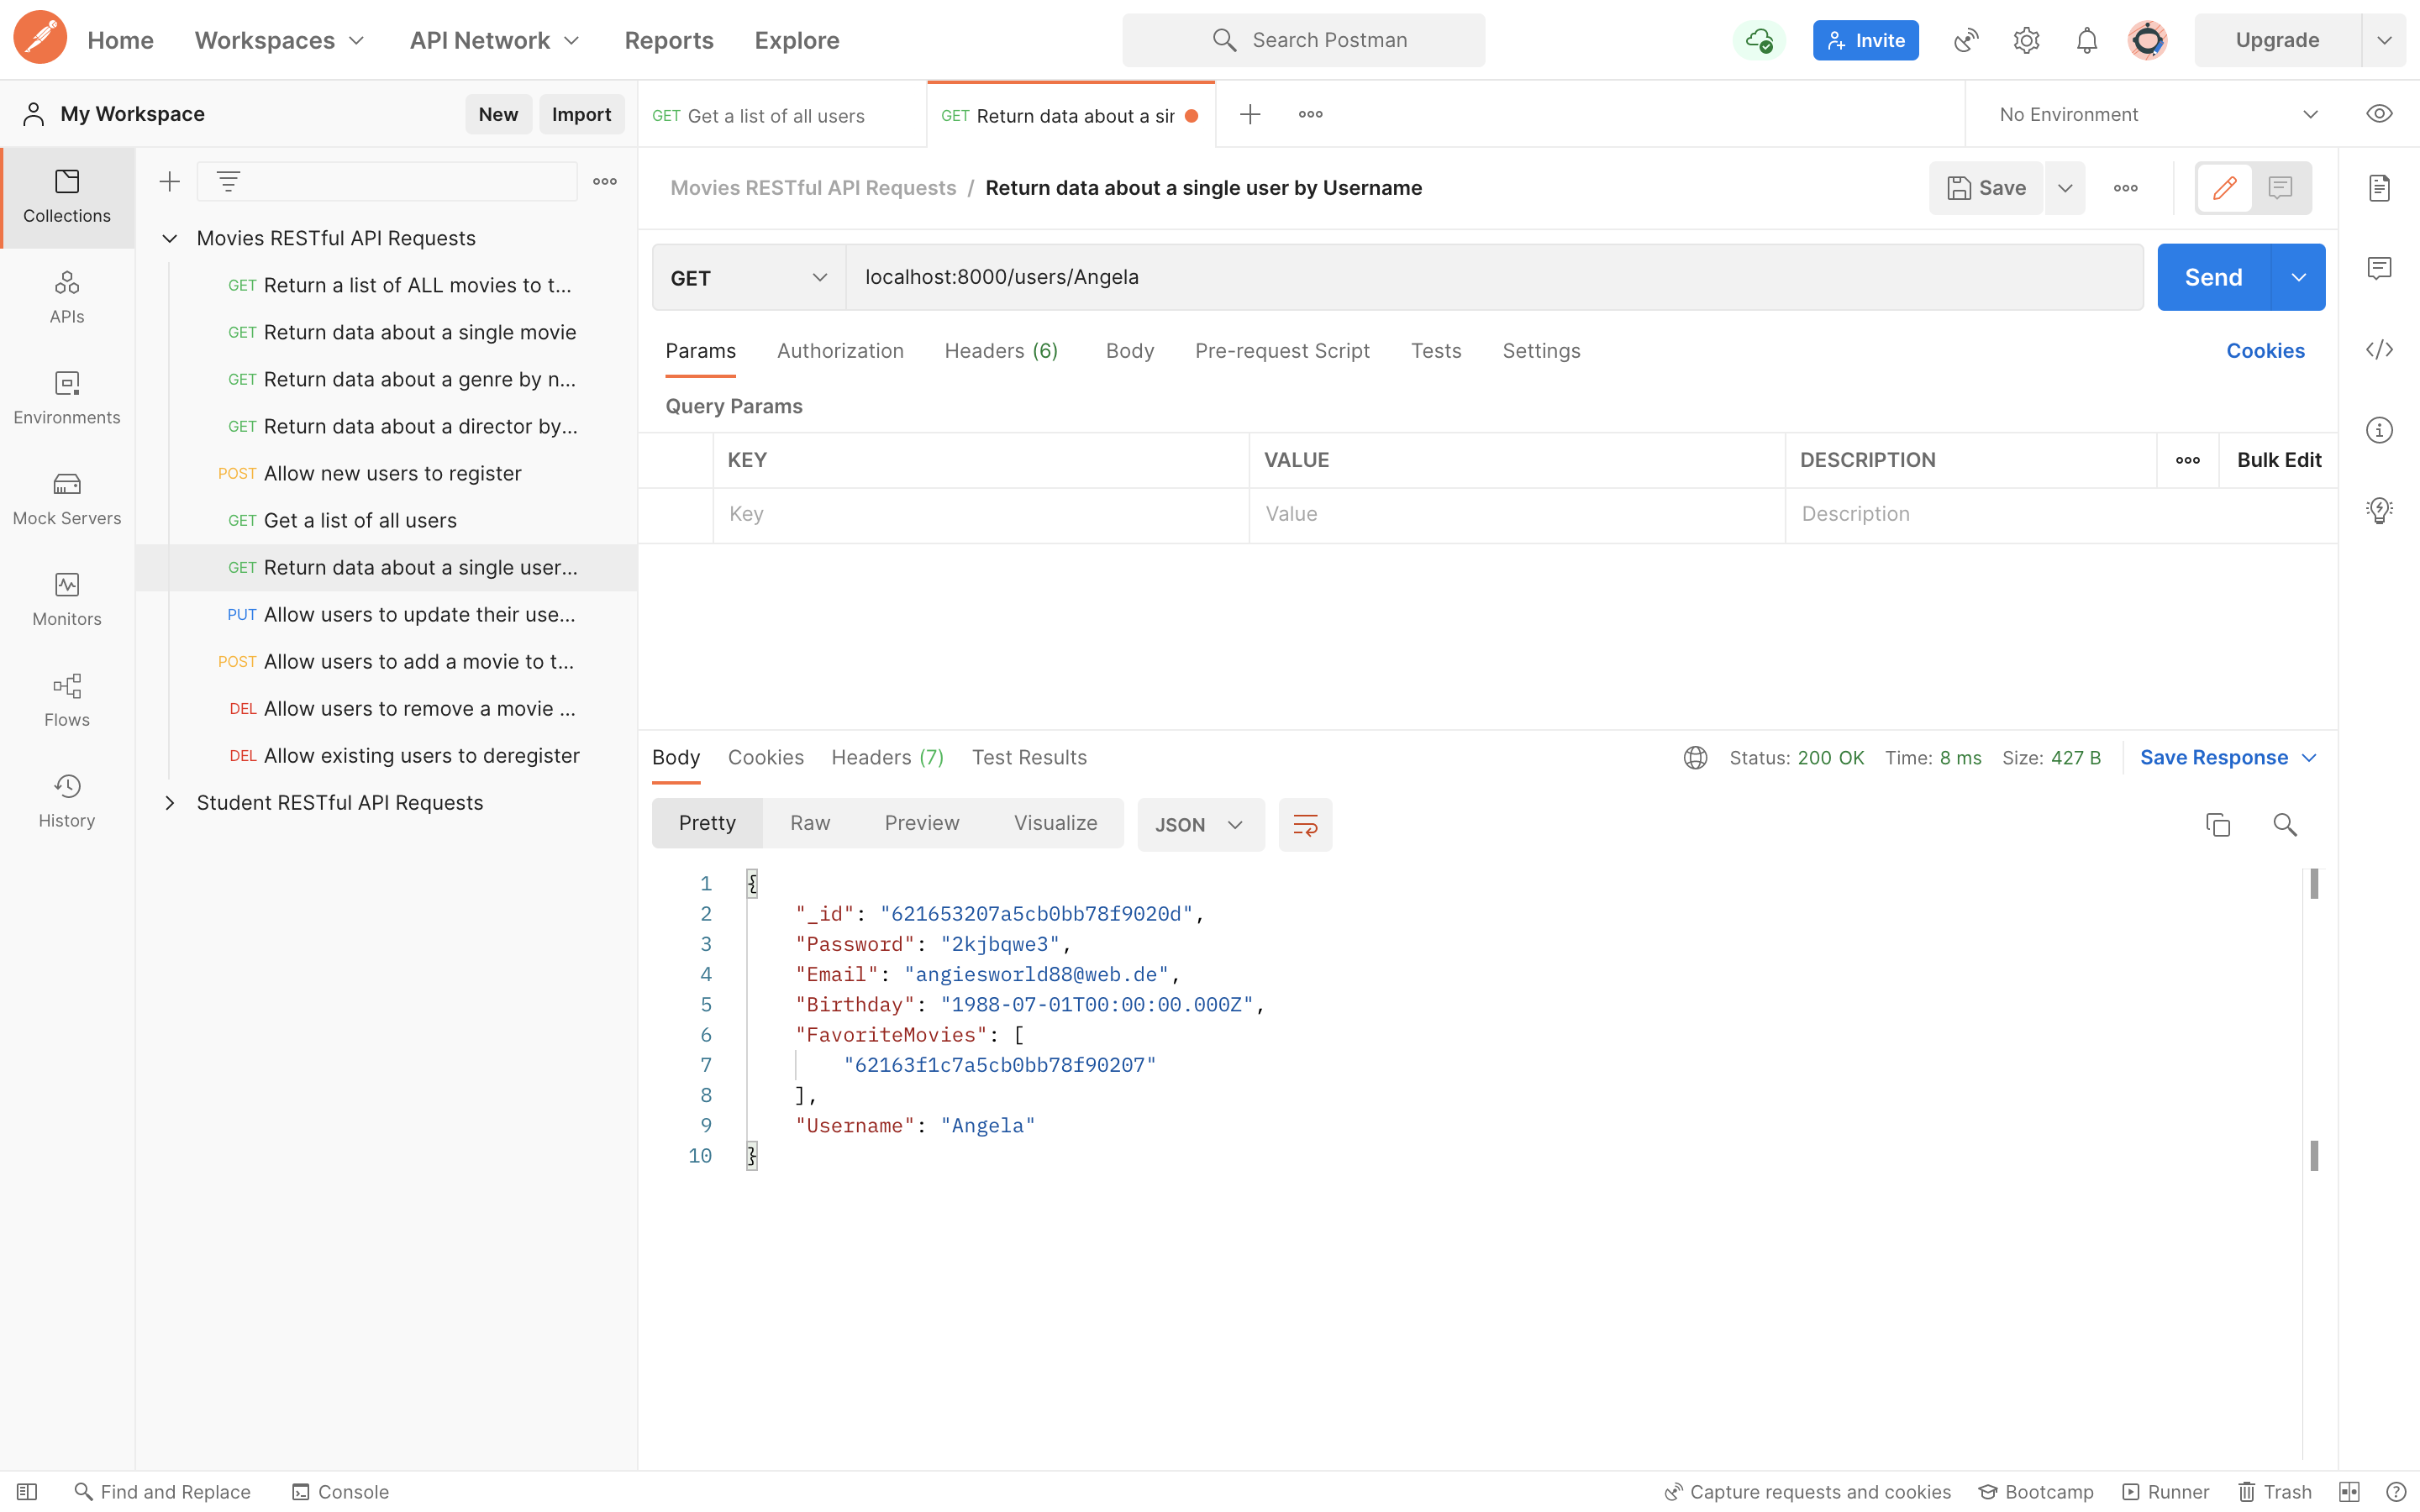 Home Workspaces API Network Reports Explore Search Postman Invite Upgrade
My Workspace New Import
GET Get a list of all users GET Return data about a sin No Environment
Collections
APIs
Environments
Mock Servers
Monitors
Flows
History
Movies RESTful API Requests
GET Return a list of ALL movies to t...
GET Return data about a single movie
GET Return data about a genre by n...
GET Return data about a director by...
POST Allow new users to register
GET Get a list of all users
GET Return data about a single user...
PUT Allow users to update their use...
POST Allow users to add a movie to t...
DEL Allow users to remove a movie ...
DEL Allow existing users to deregister
Student RESTful API Requests
Movies RESTful API Requests / Return data about a single user by Username Save
GET localhost:8000/users/Angela Send
Params Authorization Headers (6) Body Pre-request Script Tests Settings Cookies
Query Params
KEY VALUE DESCRIPTION Bulk Edit
Key Value Description
Body Cookies Headers (7) Test Results Status: 200 OK Time: 8 ms Size: 427 B Save Response
Pretty Raw Preview Visualize JSON
1 {
2 "_id": "621653207a5cb0bb78f9020d",
3 "Password": "2kjbqwe3",
4 "Email": "angiesworld88@web.de",
5 "Birthday": "1988-07-01T00:00:00.000Z",
6 "FavoriteMovies": [
7 "62163f1c7a5cb0bb78f90207"
8 ],
9 "Username": "Angela"
10 }
Find and Replace Console Capture requests and cookies Bootcamp Runner Trash